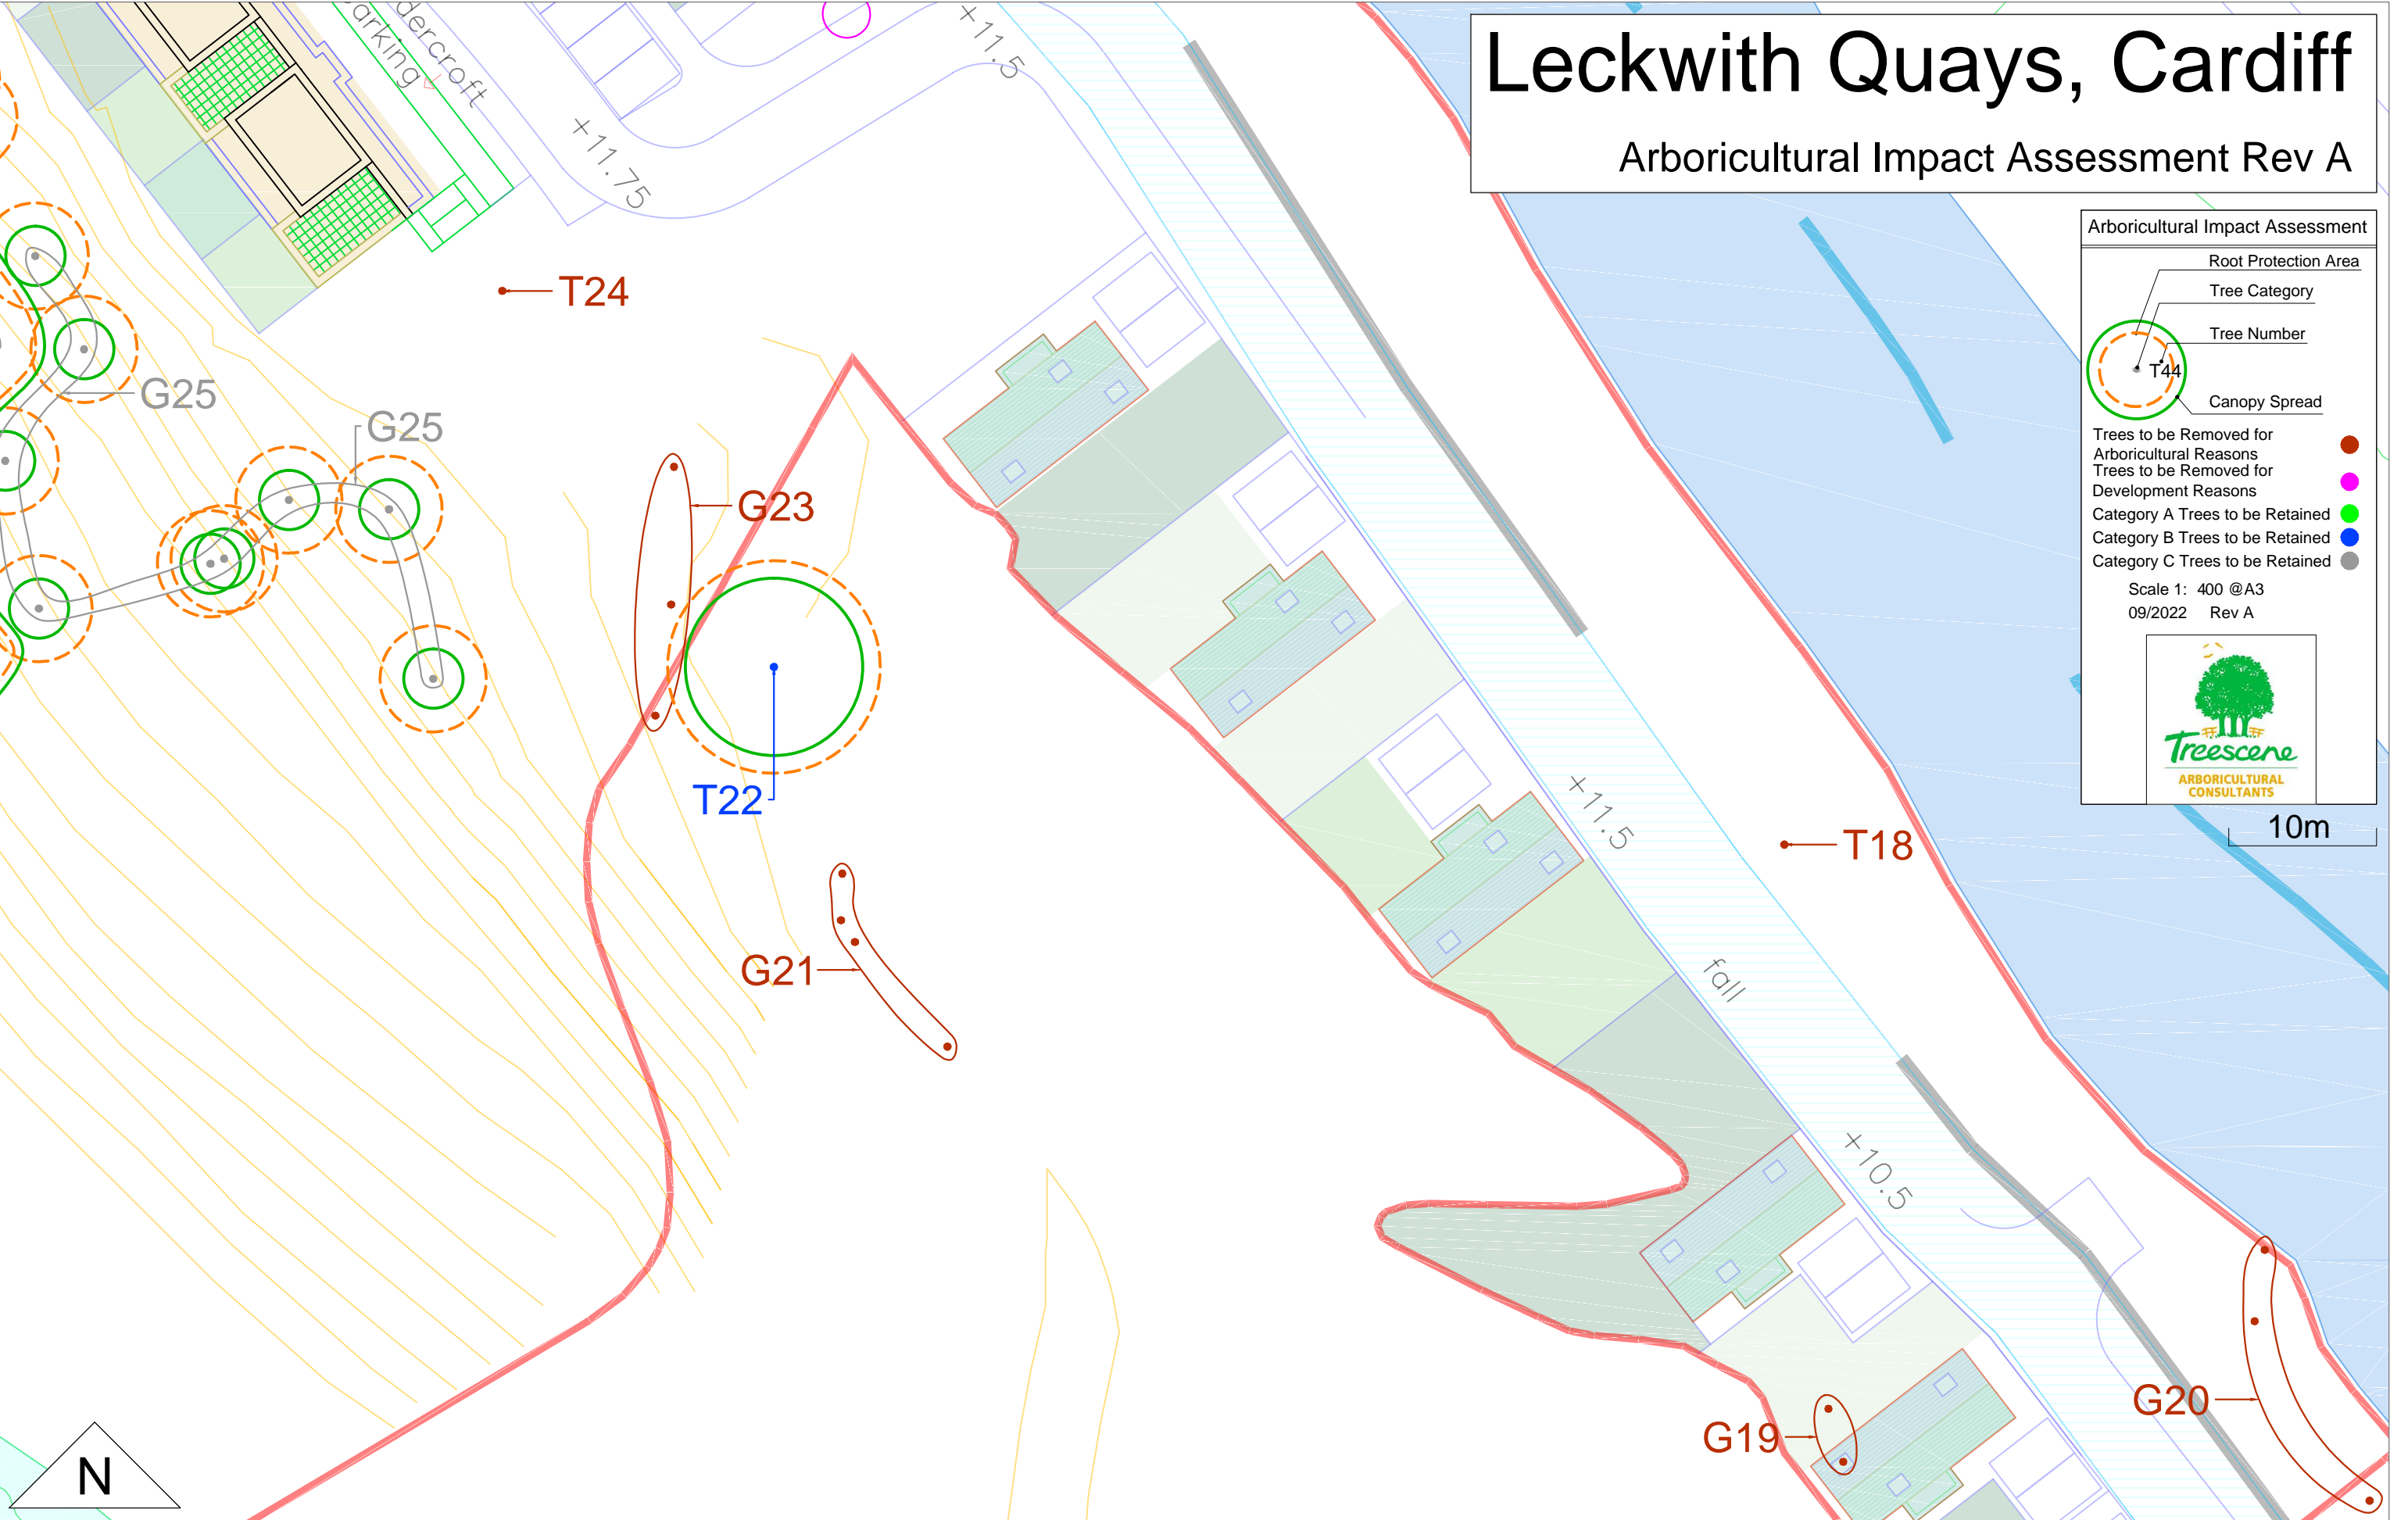 Leckwith Quays, Cardiff
Arboricultural Impact Assessment Rev A
Arboricultural Impact Assessment
Root Protection Area
Tree Category
Tree Number
T44
Canopy Spread
Trees to be Removed for
Arboricultural Reasons
Trees to be Removed for
Development Reasons
Category A Trees to be Retained
Category B Trees to be Retained
Category C Trees to be Retained
Scale 1: 400 @A3
09/2022 Rev A
Treescene
ARBORICULTURAL
CONSULTANTS
10m
dercroft
arking
+11.5
+11.75
T24
G25
G25
G23
T22
G21
+11.5
T18
fall
+10.5
G20
G19
N